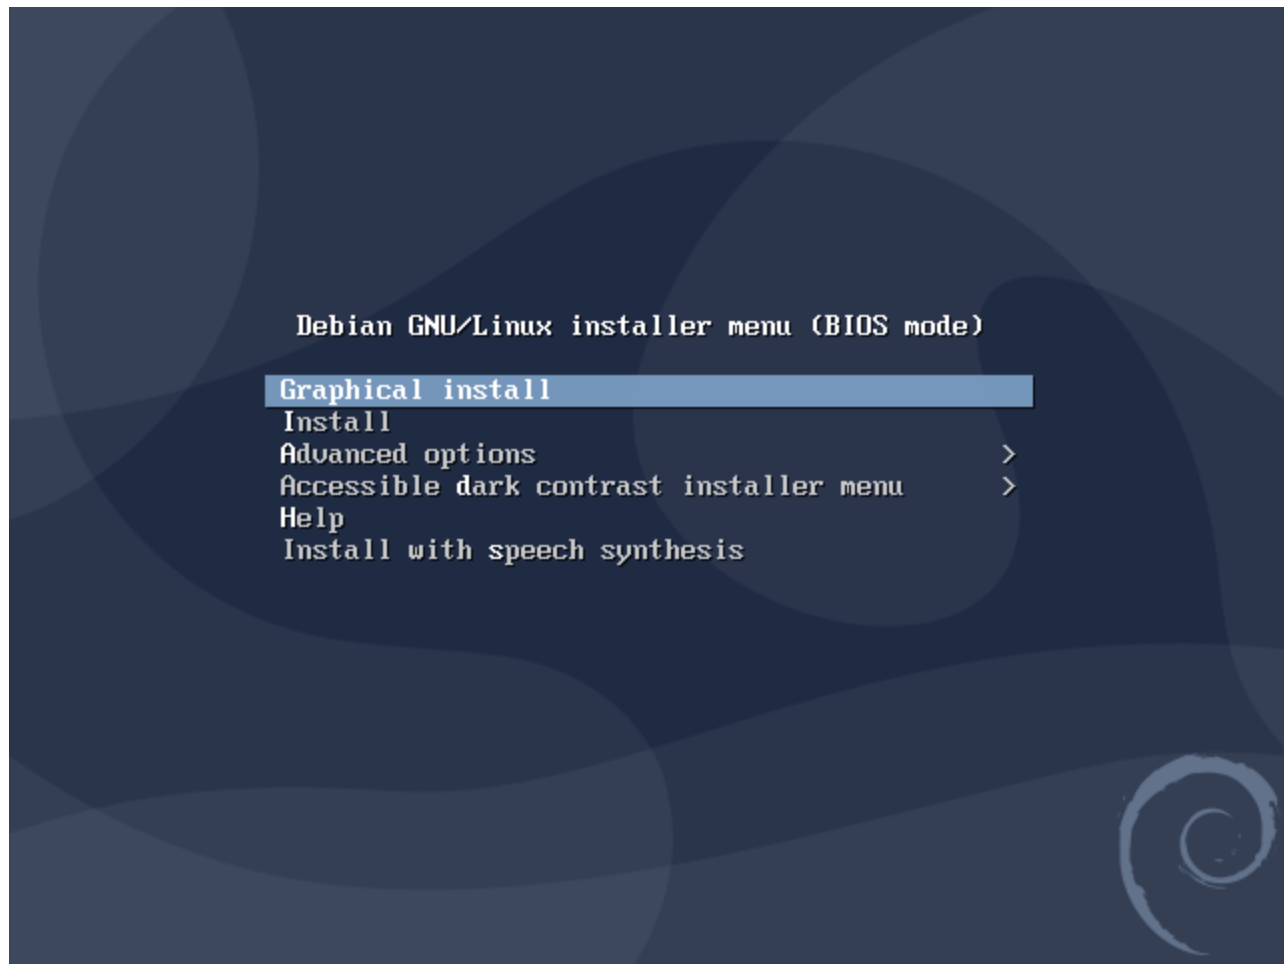 Debian GNU/Linux installer menu (BIOS mode)
Graphical install
Install
Advanced options >
Accessible dark contrast installer menu >
Help
Install with speech synthesis